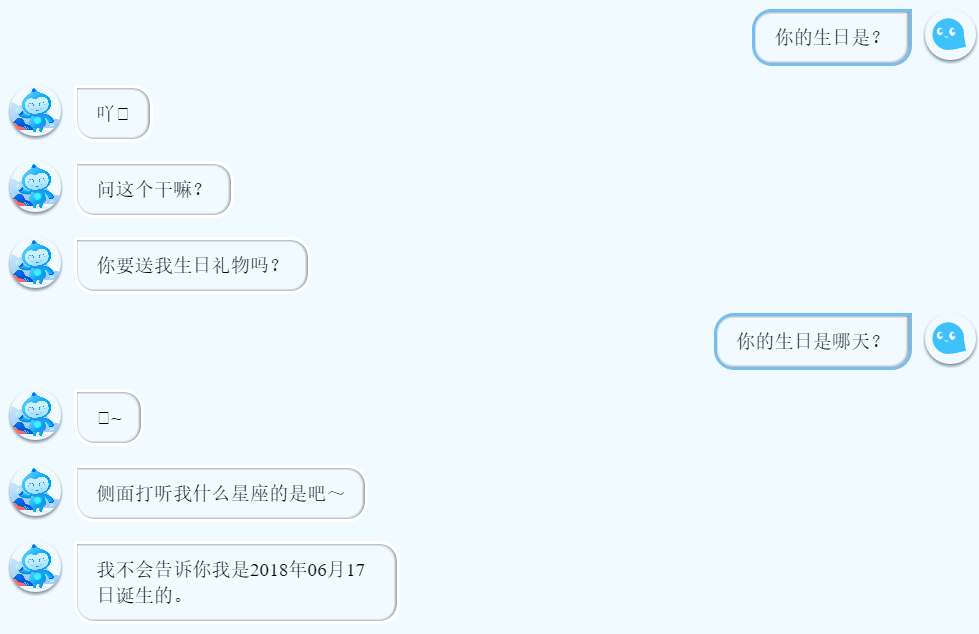 你的生日是？
吖
问这个干嘛？
你要送我生日礼物吗？
你的生日是哪天？
~
侧面打听我什么星座的是吧～
我不会告诉你我是2018年06月17
日诞生的。